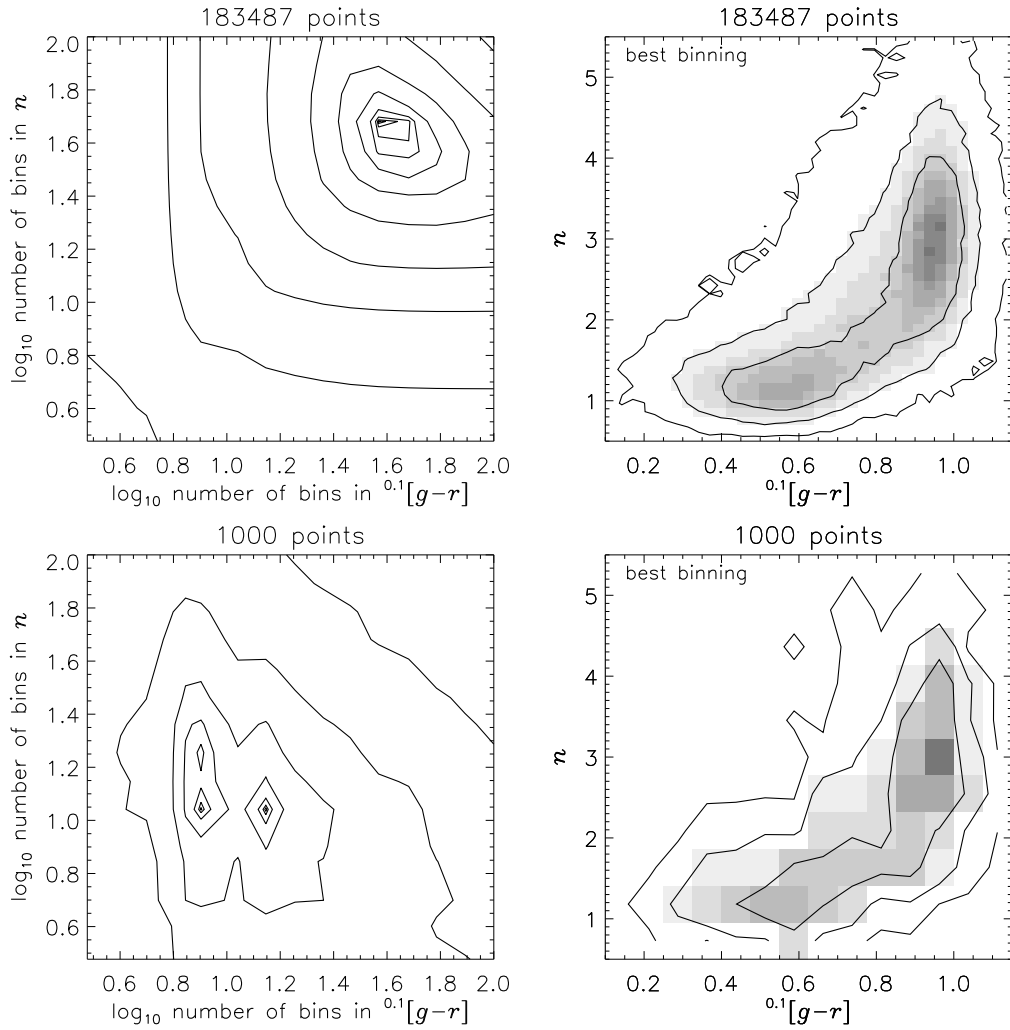 183487 points
2.0
1.8
1.6
1.4
1.2
1.0
0.8
0.6
log₁₀ number of bins in n
0.6 0.8 1.0 1.2 1.4 1.6 1.8 2.0
log₁₀ number of bins in ⁰·¹[g−r]
183487 points
best binning
5
4
3
2
1
n
0.2 0.4 0.6 0.8 1.0
⁰·¹[g−r]
1000 points
2.0
1.8
1.6
1.4
1.2
1.0
0.8
0.6
log₁₀ number of bins in n
0.6 0.8 1.0 1.2 1.4 1.6 1.8 2.0
log₁₀ number of bins in ⁰·¹[g−r]
1000 points
best binning
5
4
3
2
1
n
0.2 0.4 0.6 0.8 1.0
⁰·¹[g−r]